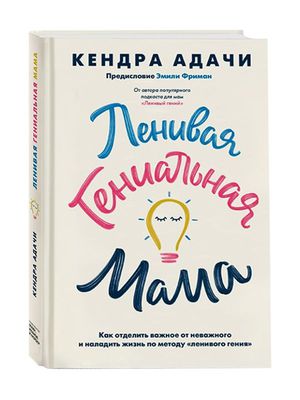 КЕНДРА АДАЧИ
Предисловие Эмили Фриман
От автора популярного
подкаста для мам
«Ленивый гений»
Ленивая
Гениальная
Мама
Как отделить важное от неважного
и наладить жизнь по методу «ленивого гения»
КЕНДРА АДАЧИ ЛЕНИВАЯ ГЕНИАЛЬНАЯ МАМА